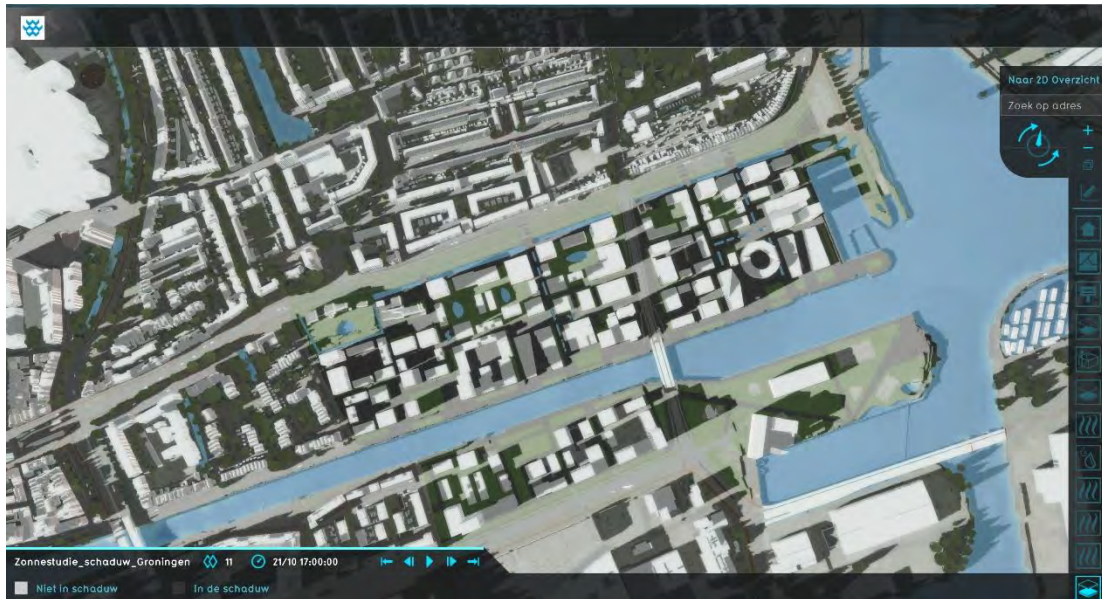 Naar 2D Overzicht
Zoek op adres
Zonnestudie_schaduw_Groningen 11 21/10 17:00:00
Niet in schaduw In de schaduw